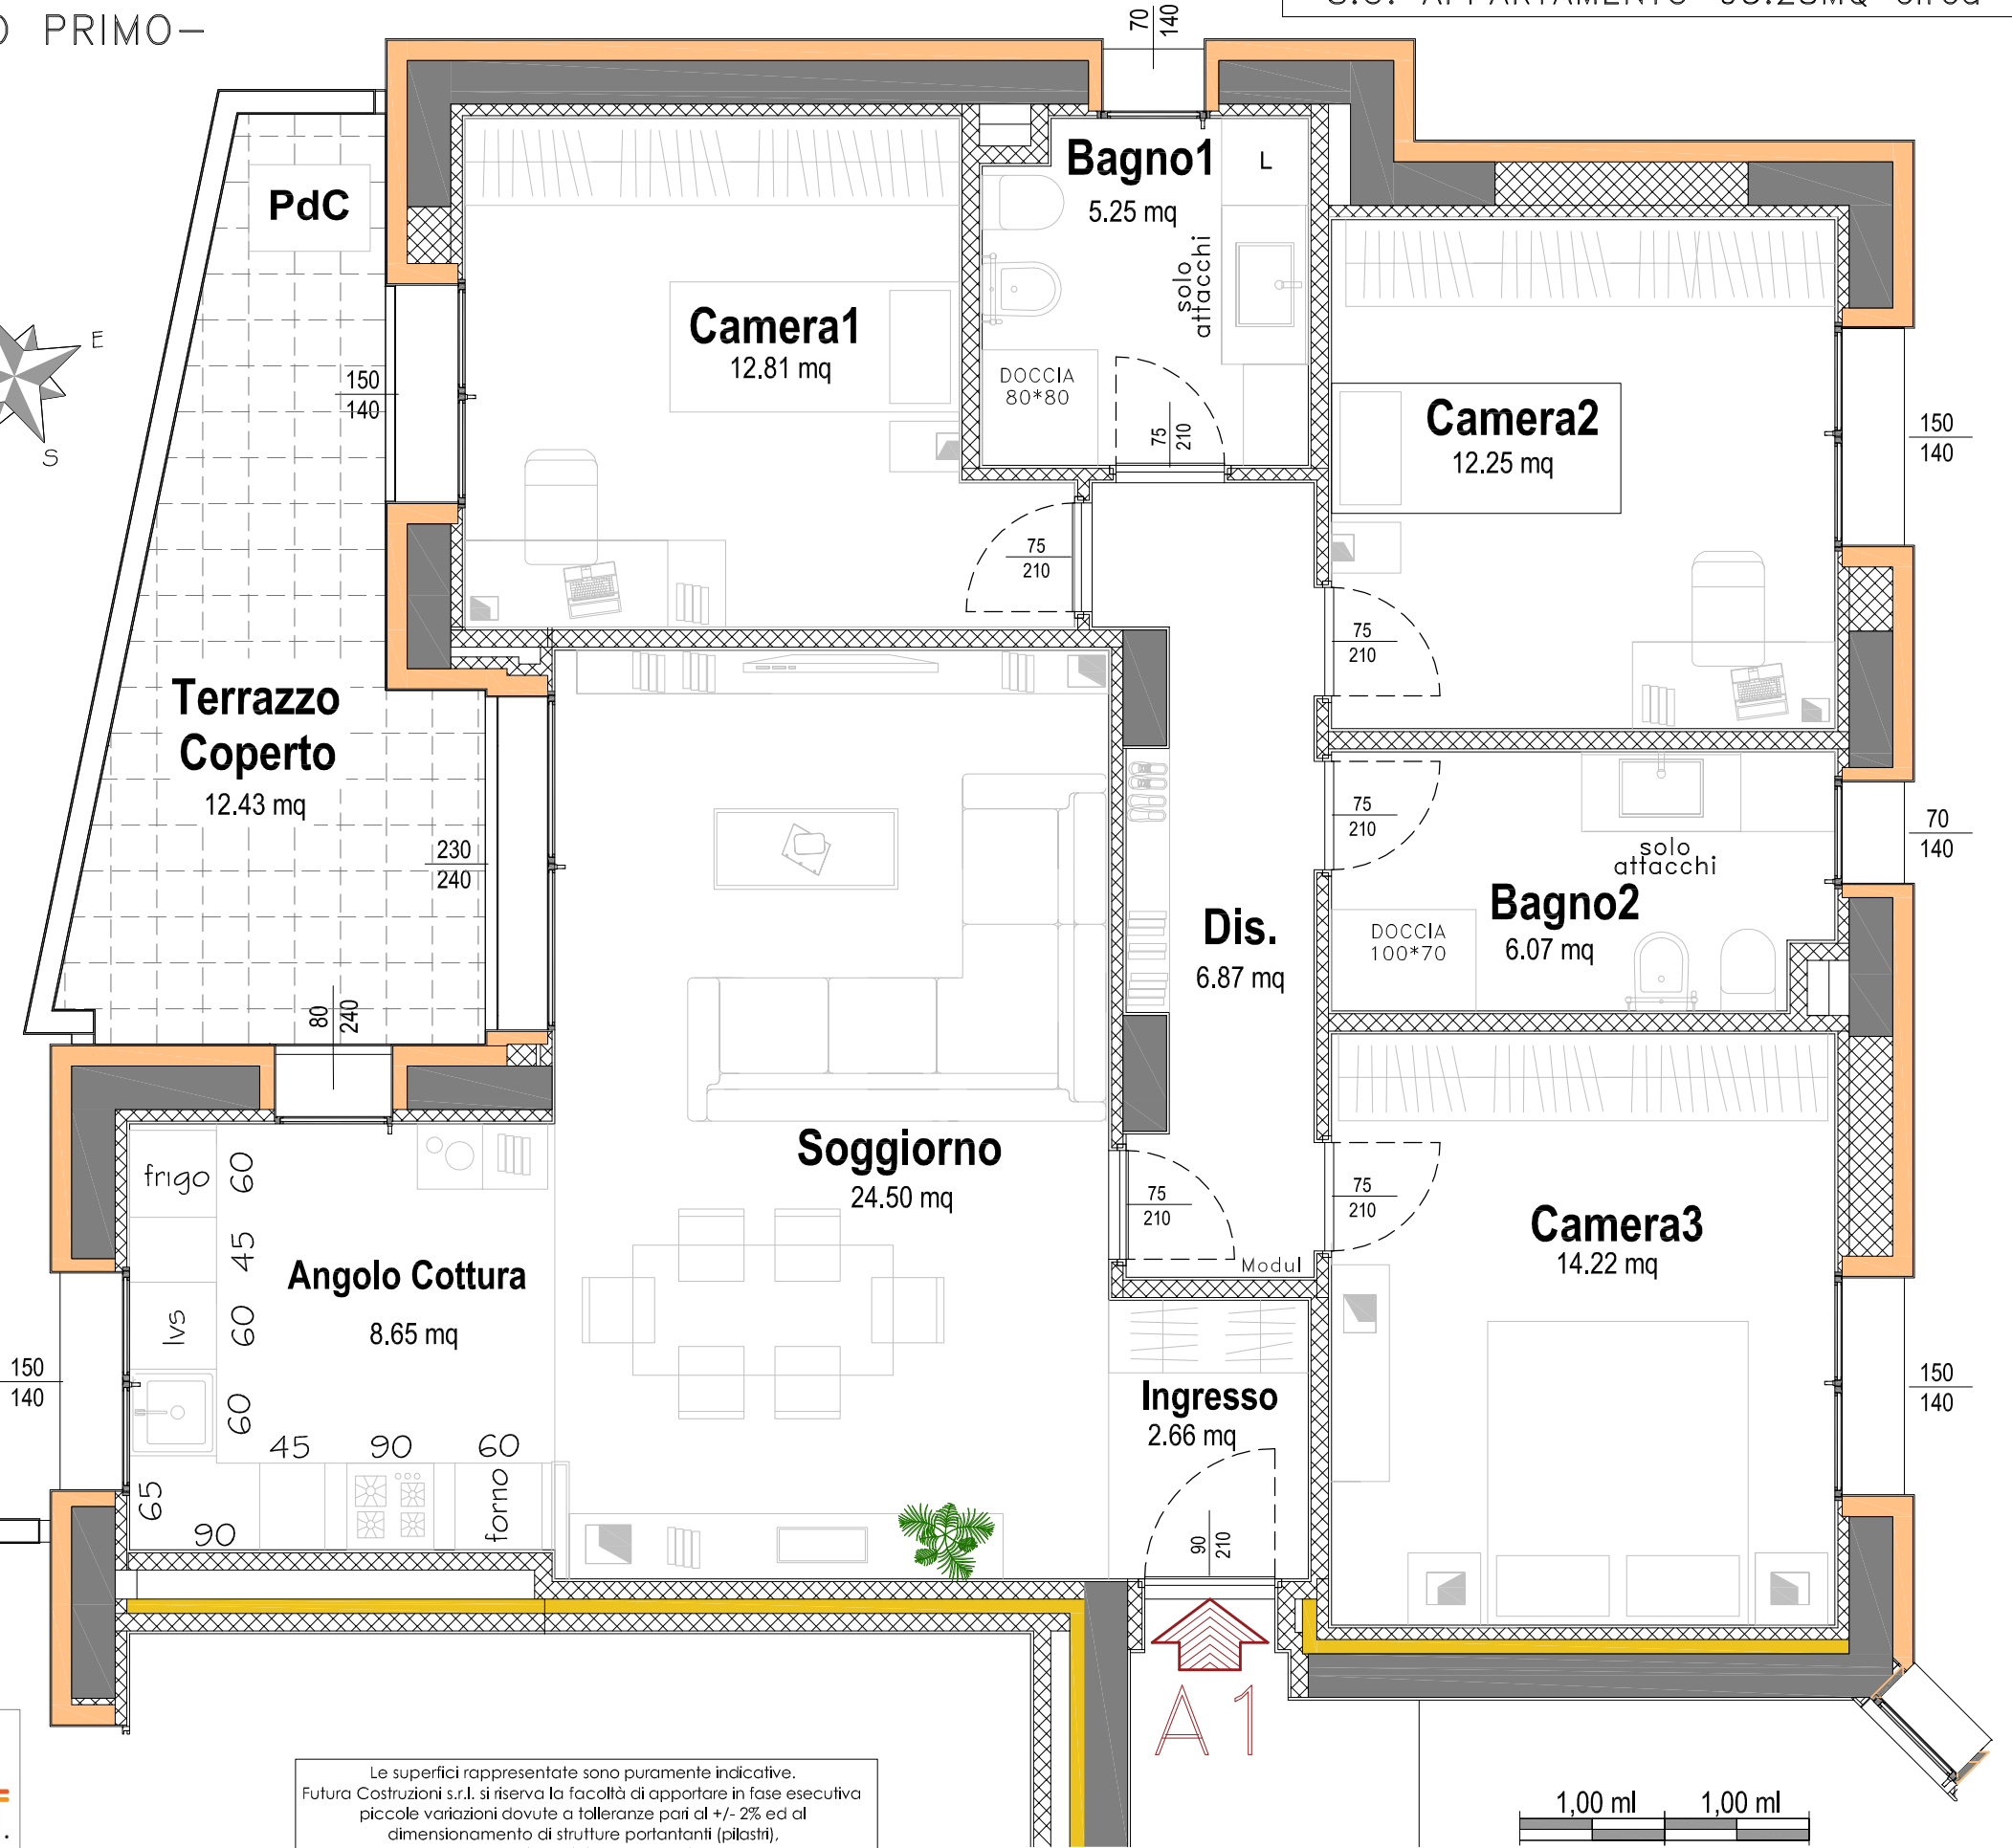 PRIMO-
70
140
PdC
Camera1
12.81 mq
Bagno1
5.25 mq
L
solo
attacchi
DOCCIA
80*80
75
210
E
S
150
140
Camera2
12.25 mq
150
140
75
210
75
210
Terrazzo
Coperto
12.43 mq
230
240
80
240
75
210
solo
attacchi
Bagno2
6.07 mq
DOCCIA
100*70
70
140
Dis.
6.87 mq
Soggiorno
24.50 mq
75
210
75
210
Modul
Camera3
14.22 mq
150
140
frigo
60
45
lvs
60
60
Angolo Cottura
8.65 mq
150
140
45
90
60
65
90
forno
Ingresso
2.66 mq
90
210
A1
Le superfici rappresentate sono puramente indicative.
Futura Costruzioni s.r.l. si riserva la facoltà di apportare in fase esecutiva
piccole variazioni dovute a tolleranze pari al +/- 2% ed al
dimensionamento di strutture portantanti (pilastri),
1,00 ml
1,00 ml